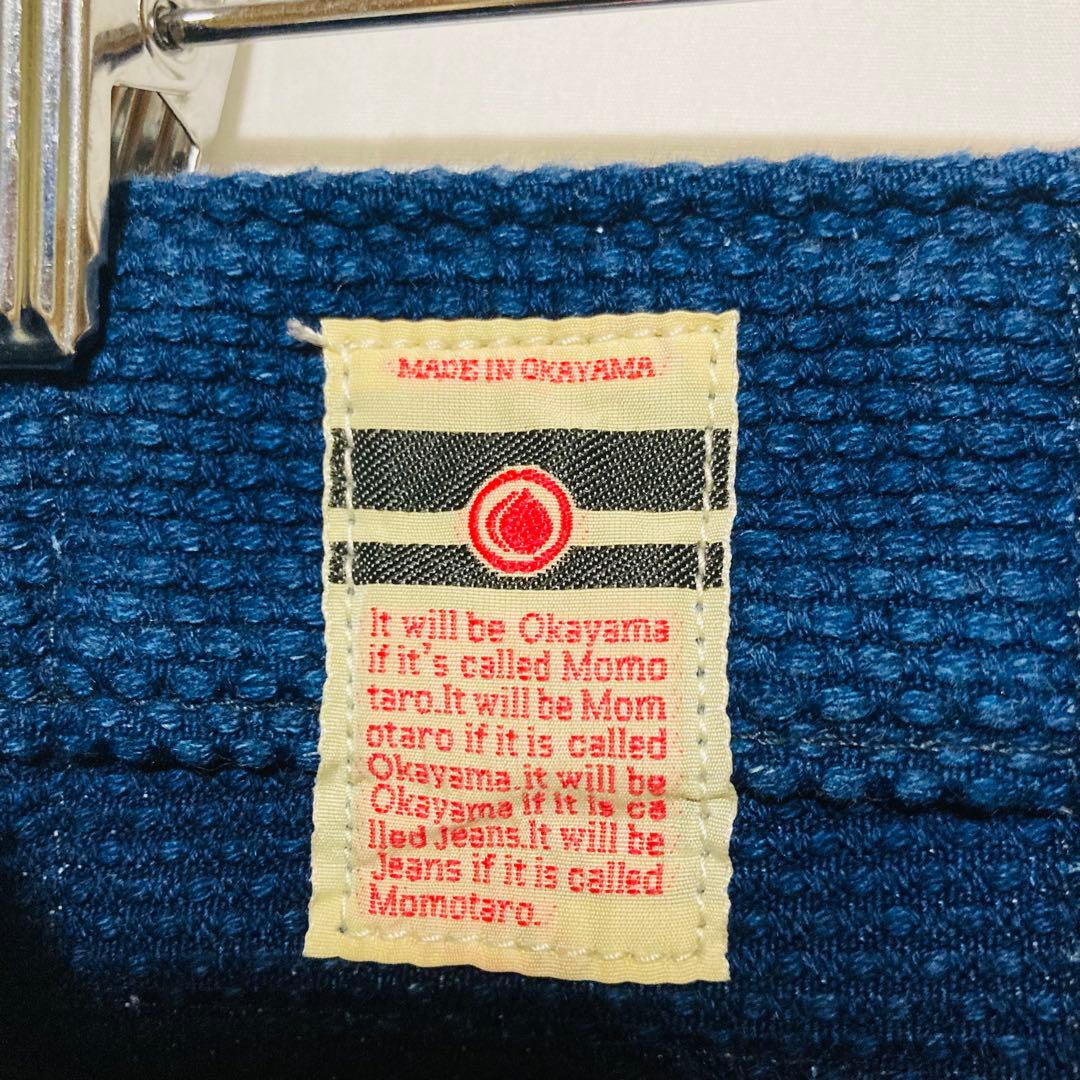 MADE IN OKAYAMA
It will be Okayama
if it's called Momo
taro.It will be Mom
otaro if it is called
Okayama.it will be
Okayama if it is ca
lled Jeans.It will be
Jeans if it is called
Momotaro.